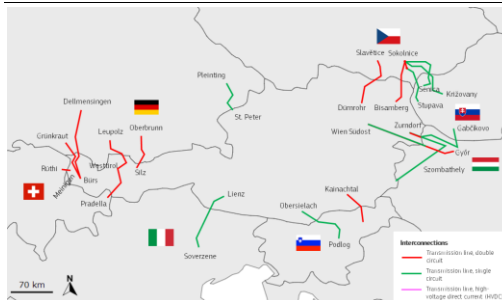 Slavětice
Sokolnice
Pleinting
Senica
Križovany
Dellmensingen
Stupava
St. Peter
Dürnrohr
Bisamberg
Oberbrunn
Leupolz
Wien Südost
Zurndorf
Gabčíkovo
Grünkraut
Győr
Rüthi
Westtirol
Silz
Szombathely
Meiningen
Bürs
Pradella
Lienz
Kainachtal
Obersielach
Podlog
Soverzene
Interconnections
Transmission line, double
circuit
Transmission line, single
circuit
Transmission line, high-
voltage direct current (HVDC)
70 km
N